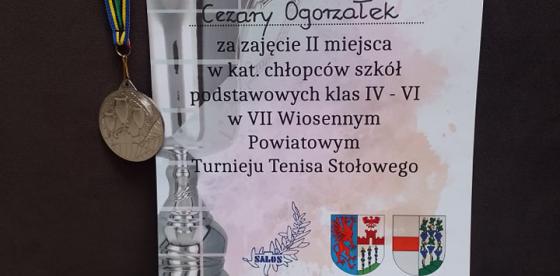 Cezary Ogorzałek
za zajęcie II miejsca
w kat. chłopców szkół
podstawowych klas IV - VI
w VII Wiosennym
Powiatowym
Turnieju Tenisa Stołowego
SALOS